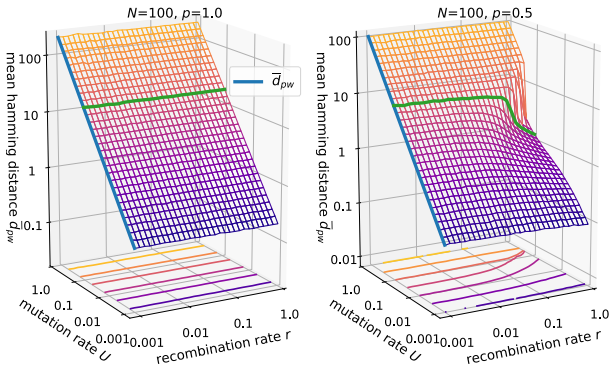 N=100, p=1.0
mean hamming distance d̅_pw
100
10
1
0.1
d̅_pw
1.0
0.1
0.01
0.001
mutation rate U
0.001
0.01
0.1
1.0
recombination rate r
N=100, p=0.5
mean hamming distance d̅_pw
100
10
1
0.1
0.01
1.0
0.1
0.01
0.001
mutation rate U
0.001
0.01
0.1
1.0
recombination rate r